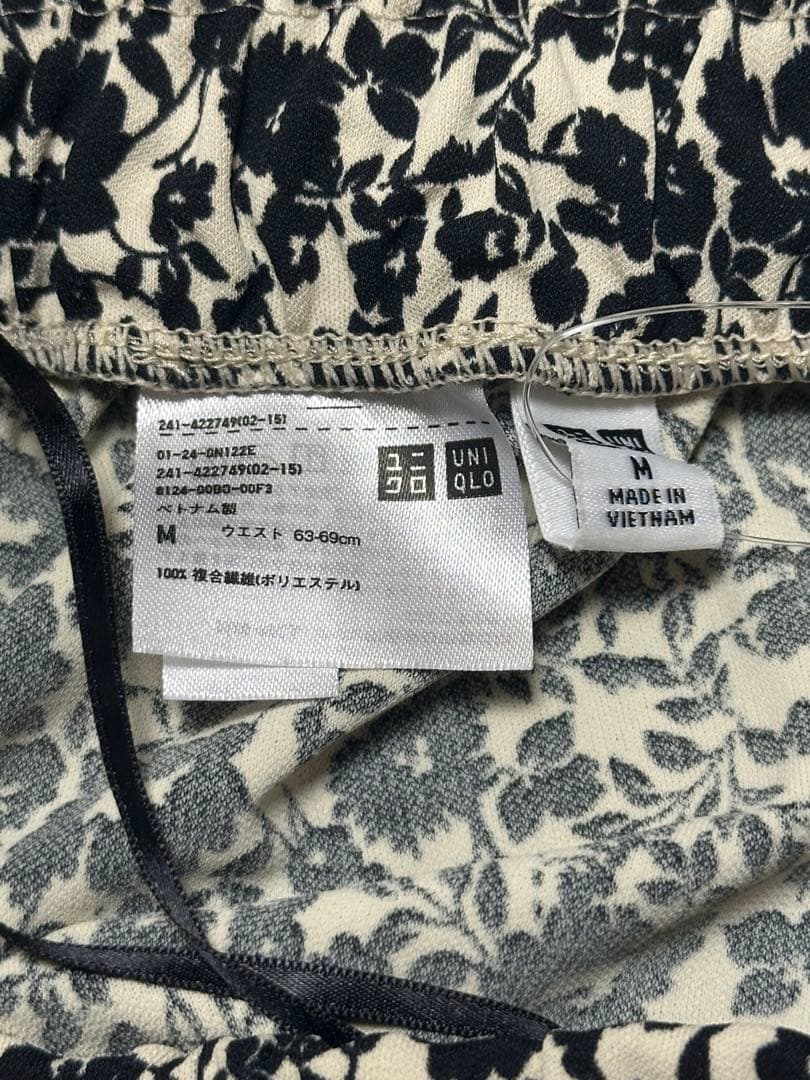 241-422749(02-15)
01-24-0N122E
241-422749(02-15)
8124-00B0-00F3
ベトナム製
M ウエスト 63-69cm
100% 複合繊維(ポリエステル)
ユニ
クロ
UNI
QLO
M
MADE IN
VIETNAM